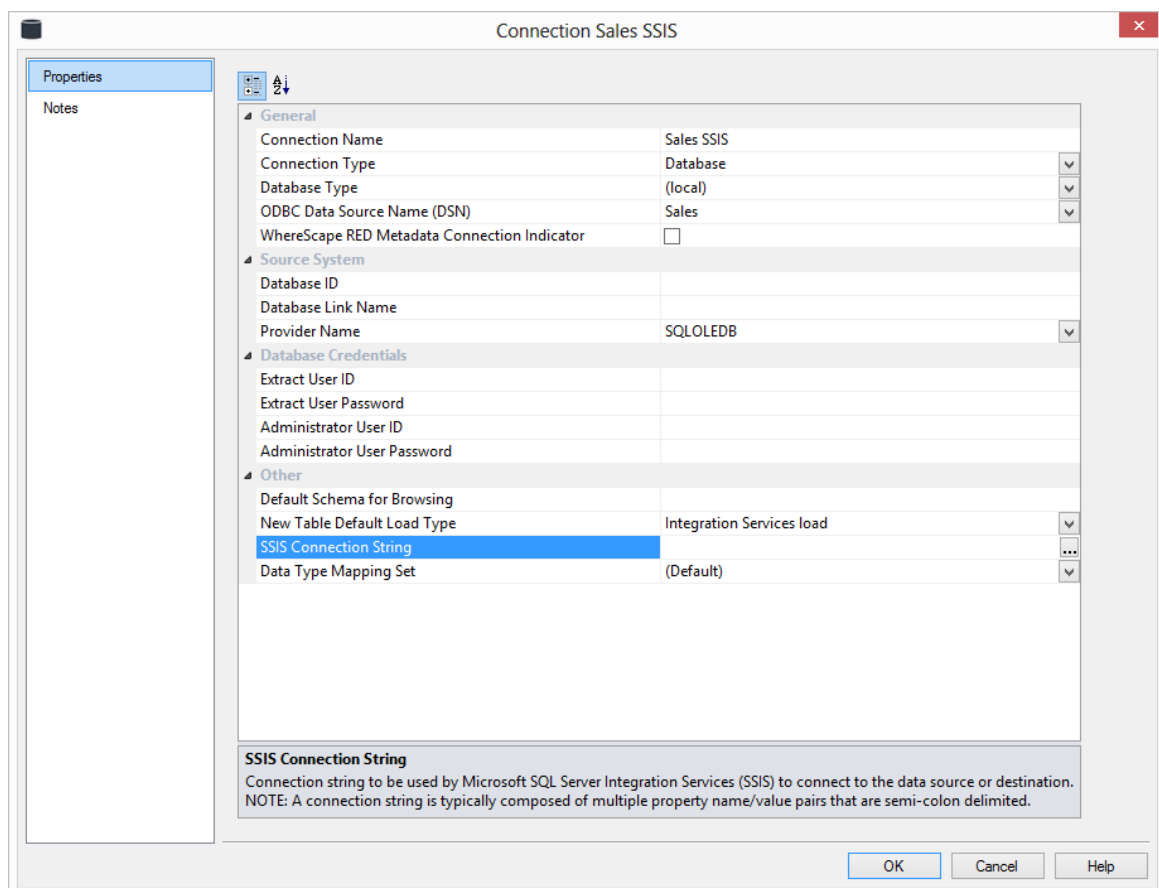 Connection Sales SSIS
Properties
Notes
General
Connection Name Sales SSIS
Connection Type Database
Database Type (local)
ODBC Data Source Name (DSN) Sales
WhereScape RED Metadata Connection Indicator
Source System
Database ID
Database Link Name
Provider Name SQLOLEDB
Database Credentials
Extract User ID
Extract User Password
Administrator User ID
Administrator User Password
Other
Default Schema for Browsing
New Table Default Load Type Integration Services load
SSIS Connection String ...
Data Type Mapping Set (Default)
SSIS Connection String
Connection string to be used by Microsoft SQL Server Integration Services (SSIS) to connect to the data source or destination.
NOTE: A connection string is typically composed of multiple property name/value pairs that are semi-colon delimited.
OK Cancel Help